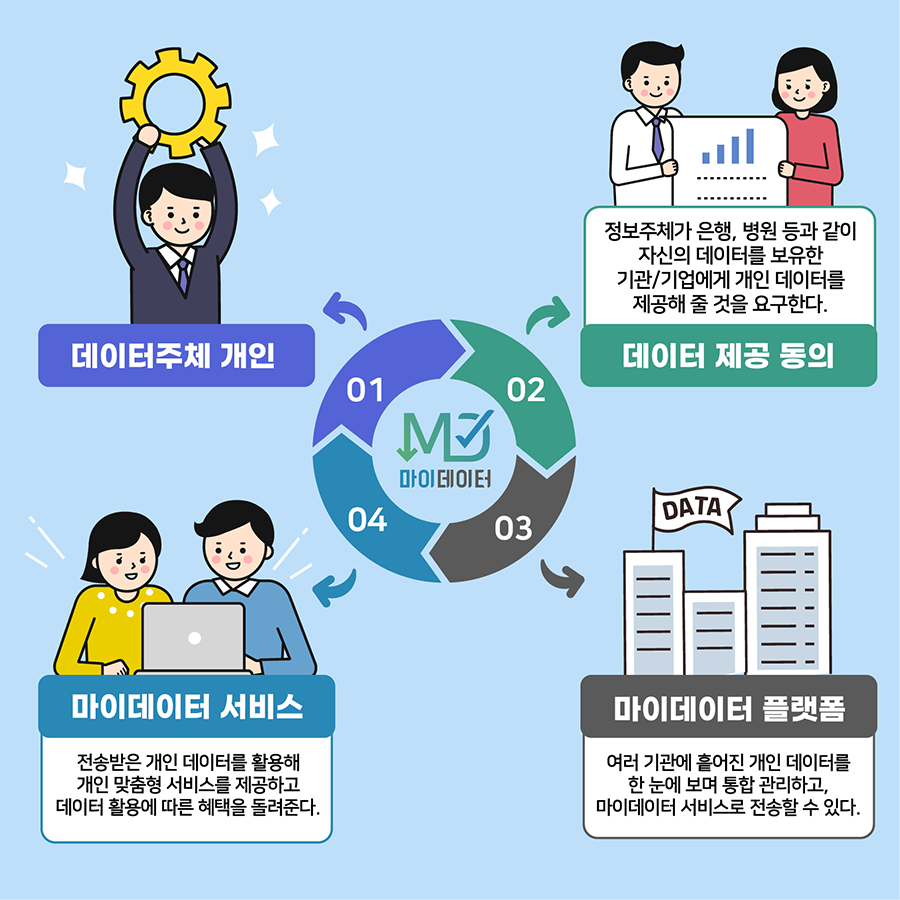 데이터주체 개인
정보주체가 은행, 병원 등과 같이
자신의 데이터를 보유한
기관/기업에게 개인 데이터를
제공해 줄 것을 요구한다.
데이터 제공 동의
01
02
03
04
MD
마이데이터
DATA
마이데이터 서비스
전송받은 개인 데이터를 활용해
개인 맞춤형 서비스를 제공하고
데이터 활용에 따른 혜택을 돌려준다.
마이데이터 플랫폼
여러 기관에 흩어진 개인 데이터를
한 눈에 보며 통합 관리하고,
마이데이터 서비스로 전송할 수 있다.